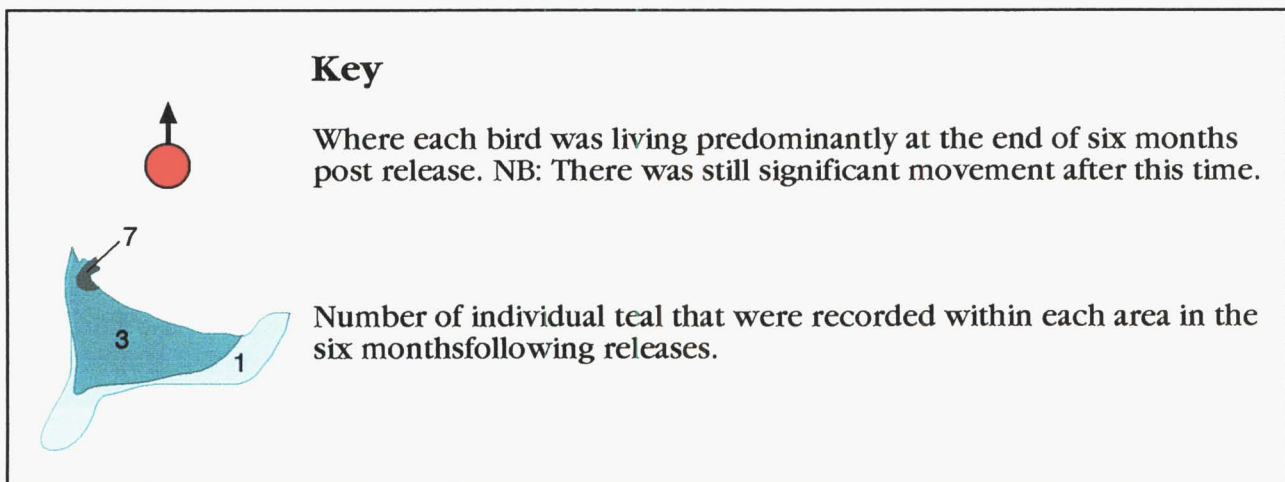 Key
Where each bird was living predominantly at the end of six months
post release. NB: There was still significant movement after this time.
7
3
1
Number of individual teal that were recorded within each area in the
six monthsfollowing releases.